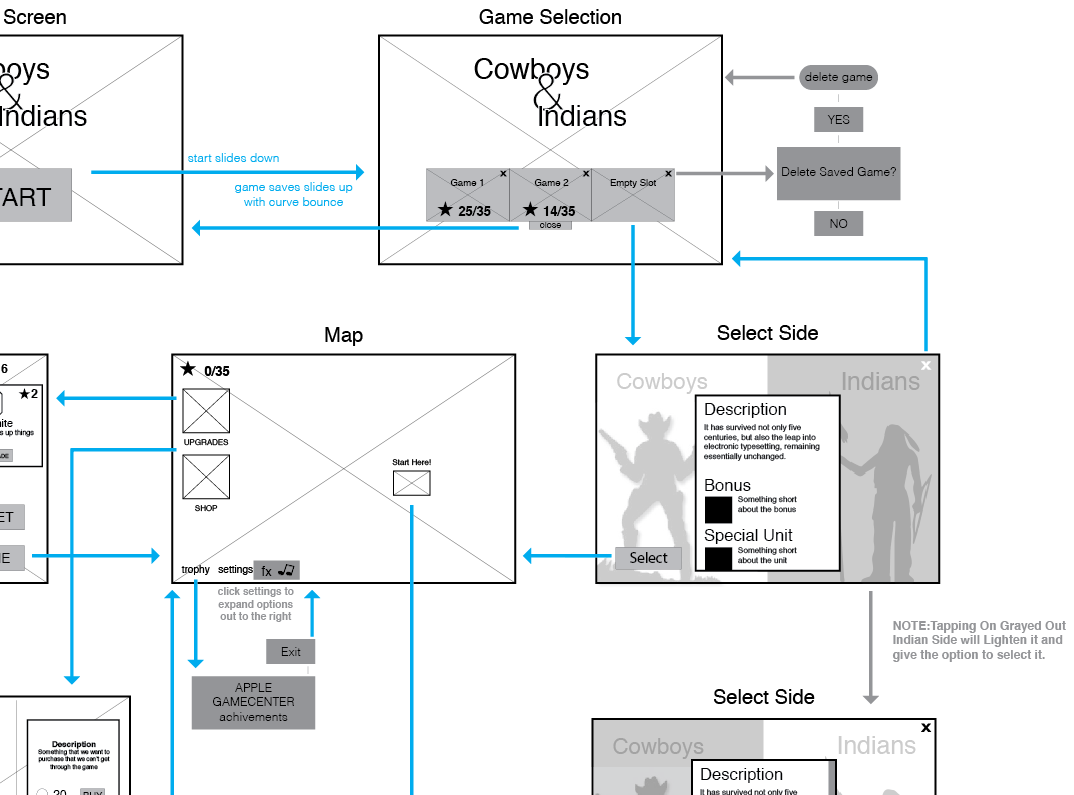 Screen
Game Selection
oys
&
Indians
TART
start slides down
game saves slides up
with curve bounce
Cowboys
&
Indians
x
x
x
Game 1
Game 2
Empty Slot
★ 25/35
★ 14/35
close
delete game
YES
Delete Saved Game?
NO
Map
Select Side
6
★2
ite
s up things
ET
E
★ 0/35
UPGRADES
SHOP
Start Here!
trophy
settings
fx
click settings to
expand options
out to the right
Exit
APPLE
GAMECENTER
achivements
x
Cowboys
Indians
Description
It has survived not only five
centuries, but also the leap into
electronic typesetting, remaining
essentially unchanged.
Bonus
Something short
about the bonus
Special Unit
Something short
about the unit
Select
NOTE:Tapping On Grayed Out
Indian Side will Lighten it and
give the option to select it.
Select Side
x
Cowboys
Indians
Description
It has survived not only five
Description
Something that we want to
purchase that we can't get
through the game
20
BUY